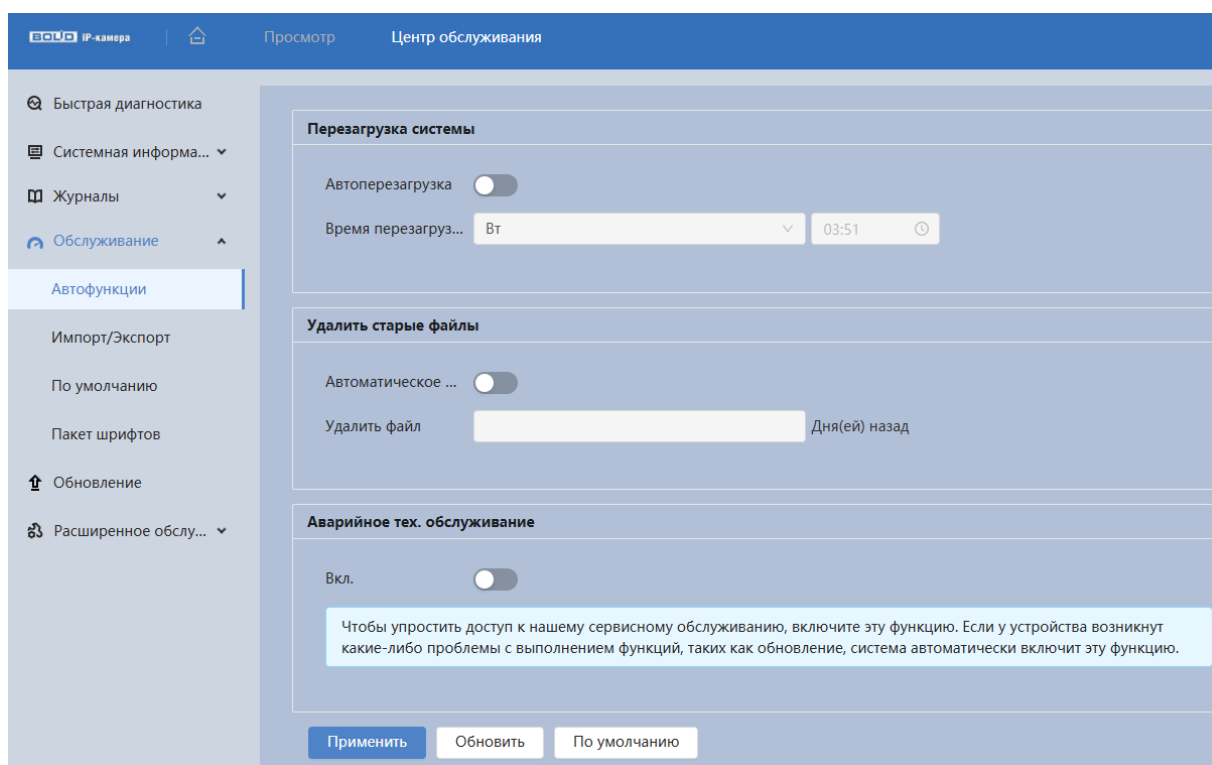 BOLID IP-камера
Просмотр
Центр обслуживания
Быстрая диагностика
Системная информа...
Журналы
Обслуживание
Автофункции
Импорт/Экспорт
По умолчанию
Пакет шрифтов
Обновление
Расширенное обслу...
Перезагрузка системы
Автоперезагрузка
Время перезагруз... Вт 03:51
Удалить старые файлы
Автоматическое ...
Удалить файл Дня(ей) назад
Аварийное тех. обслуживание
Вкл.
Чтобы упростить доступ к нашему сервисному обслуживанию, включите эту функцию. Если у устройства возникнут
какие-либо проблемы с выполнением функций, таких как обновление, система автоматически включит эту функцию.
Применить Обновить По умолчанию